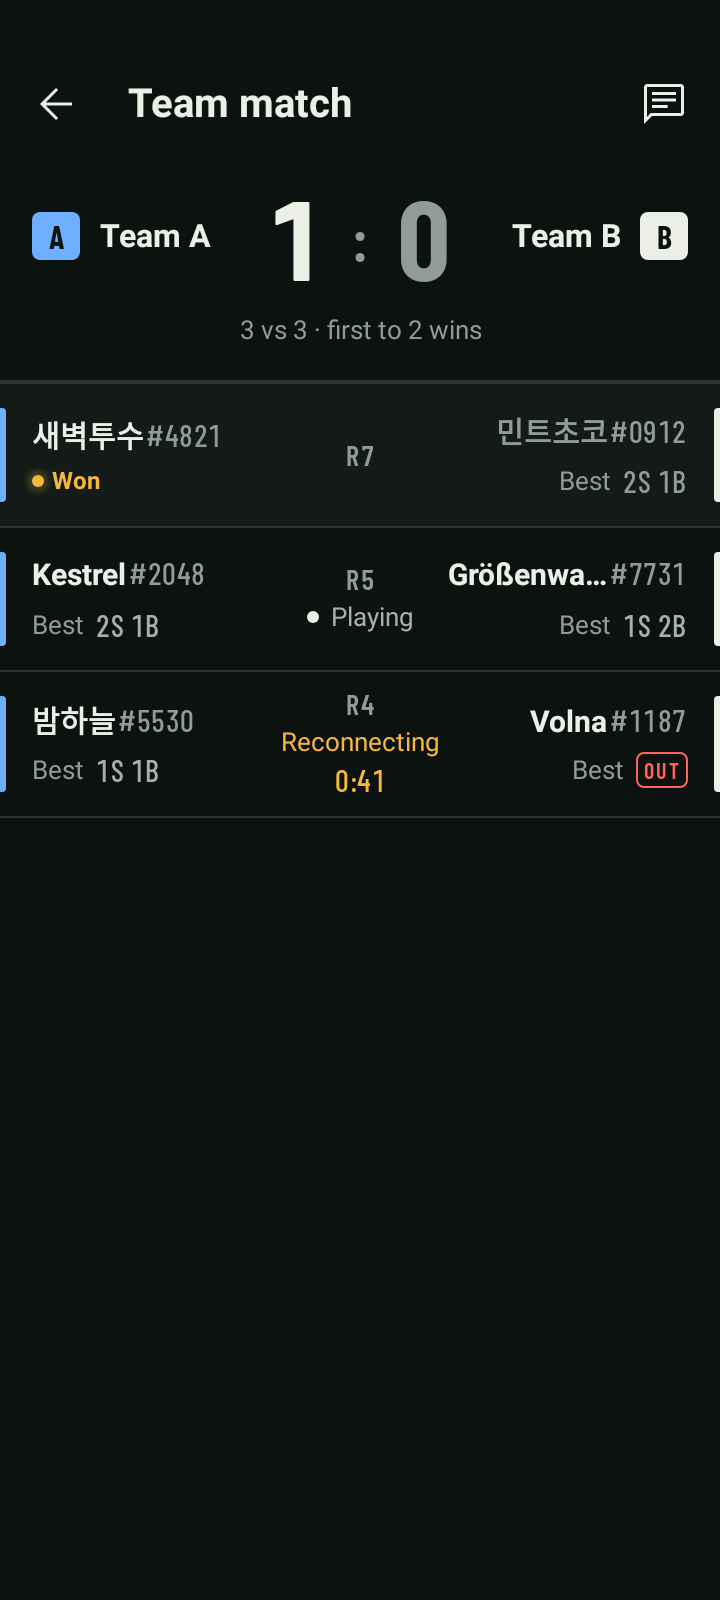 Team match
A Team A 1 : 0 Team B B
3 vs 3 · first to 2 wins
새벽투수#4821 R7 민트초코#0912
Won Best 2S 1B
Kestrel#2048 R5 Größenwa...#7731
Best 2S 1B Playing Best 1S 2B
밤하늘#5530 R4 Volna#1187
Best 1S 1B Reconnecting Best OUT
0:41